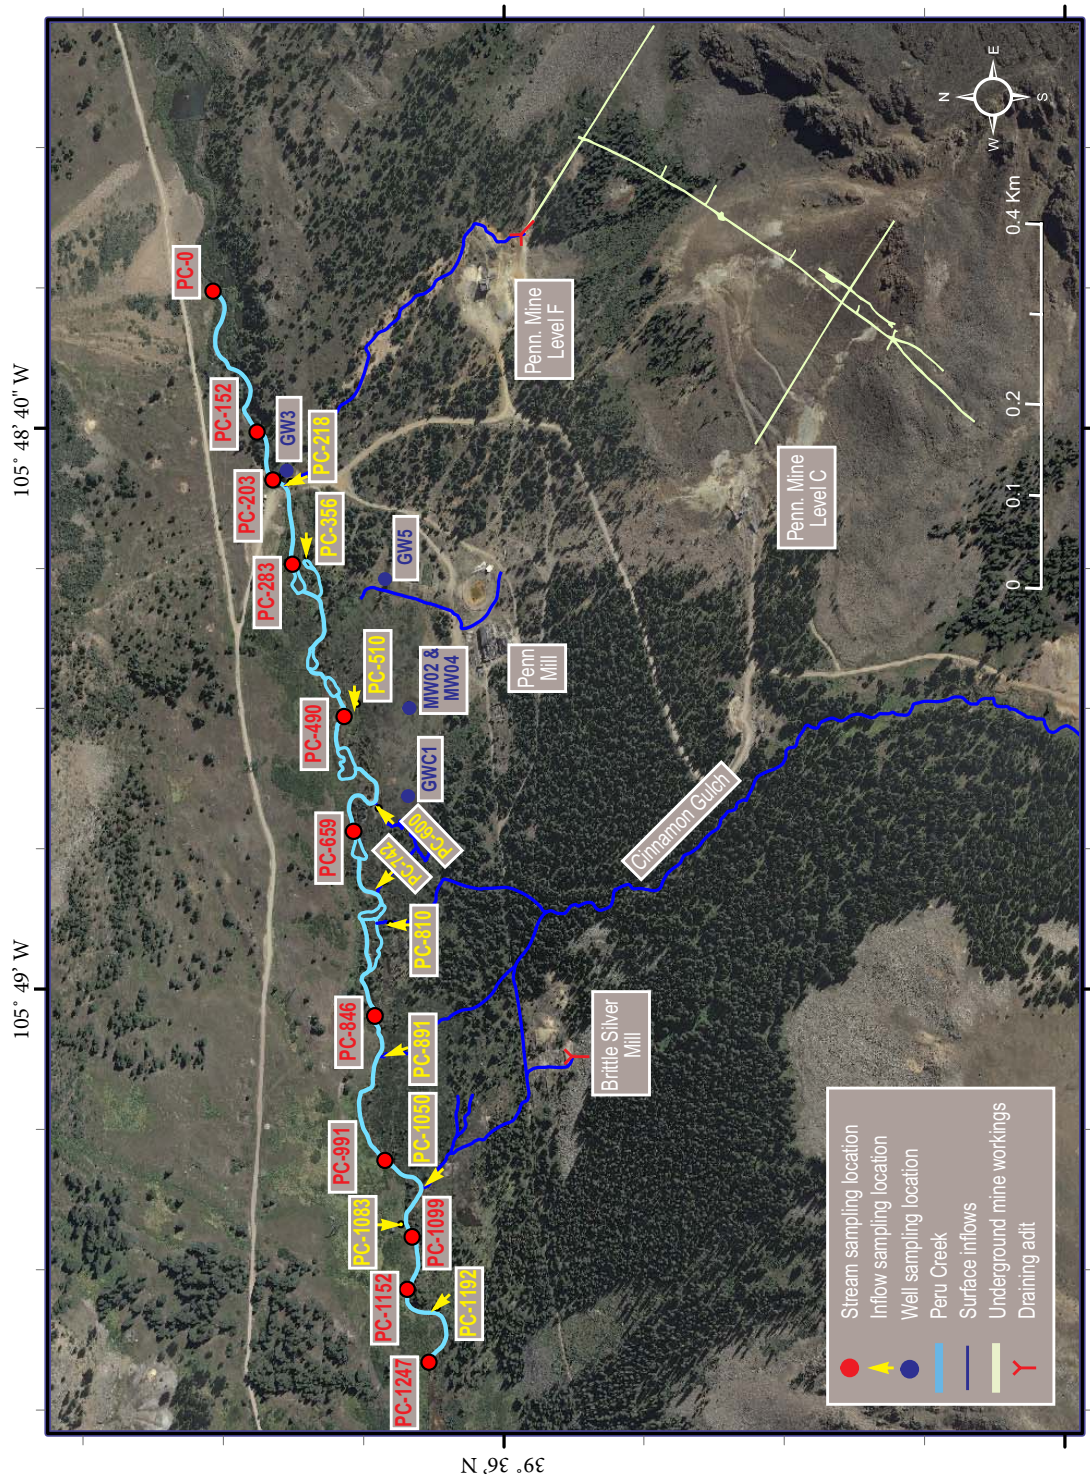 105° 49' W
105° 48' 40" W
39° 36' N
PC-0
PC-152
GW3
PC-203
PC-218
PC-356
PC-283
GW5
PC-510
PC-490
MW02 &
MW04
GWC1
PC-659
PC-600
PC-742
PC-810
PC-846
PC-891
PC-991
PC-1050
PC-1083
PC-1099
PC-1152
PC-1192
PC-1247
Penn. Mine
Level F
Penn. Mine
Level C
Penn
Mill
Cinnamon Gulch
Brittle Silver
Mill
N
W
E
S
0
0.1
0.2
0.4 Km
Stream sampling location
Inflow sampling location
Well sampling location
Peru Creek
Surface inflows
Underground mine workings
Draining adit